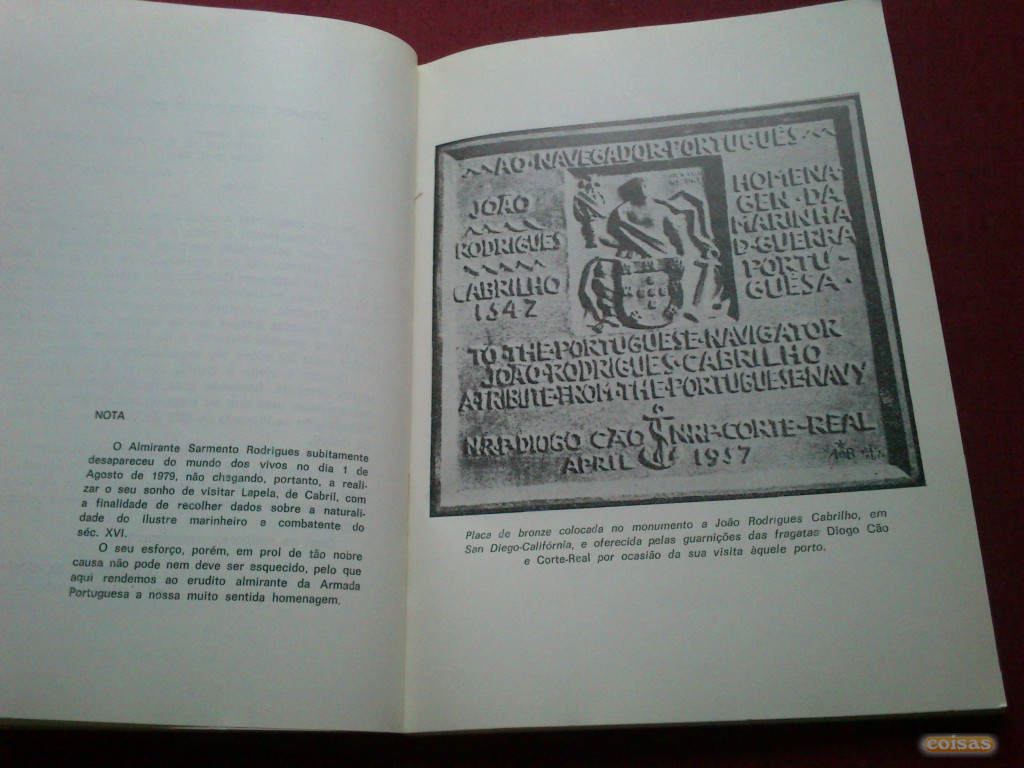 NOTA
O Almirante Sarmento Rodrigues subitamente
desapareceu do mundo dos vivos no dia 1 de
Agosto de 1979, não chegando, portanto, a reali-
zar o seu sonho de visitar Lapela, de Cabril, com
a finalidade de recolher dados sobre a naturali-
dade do ilustre marinheiro e combatente do
séc. XVI.
O seu esforço, porém, em prol de tão nobre
causa não pode nem deve ser esquecido, pelo que
aqui rendemos ao erudito almirante da Armada
Portuguesa a nossa muito sentida homenagem.
AO·NAVEGADOR·PORTUGUÊS
JOÃO
RODRIGUES
CABRILHO
1542
HOMENA-
GEN·DA
MARINHA
D·GUERRA
PORTU-
GUÊSA·
TO·THE·PORTUGUESE·NAVIGATOR
JOÃO·RODRIGUES·CABRILHO
A·TRIBUTE·FROM·THE·PORTUGUESE·NAVY
N·R·P·DIOGO CÃO N·R·P·CORTE-REAL
APRIL 1957
Placa de bronze colocada no monumento a João Rodrigues Cabrilho, em
San Diego-Califórnia, e oferecida pelas guarnições das fragatas Diogo Cão
e Corte-Real por ocasião da sua visita àquele porto.
coisas